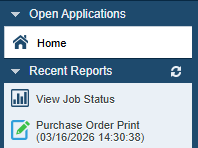 Open Applications
Home
Recent Reports
View Job Status
Purchase Order Print
(03/16/2026 14:30:38)